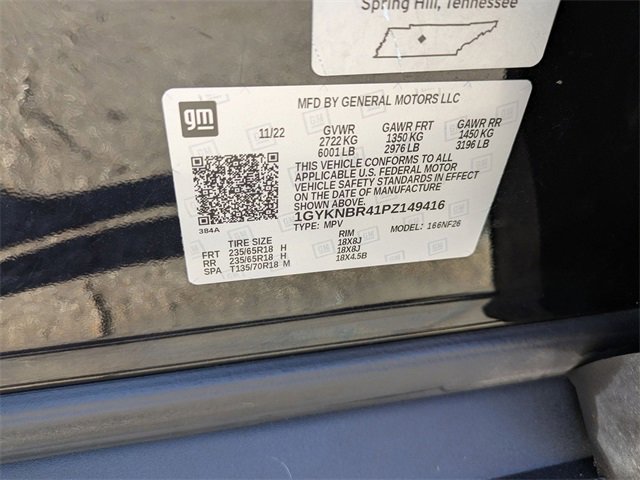 Spring Hill, Tennessee
gm
MFD BY GENERAL MOTORS LLC
11/22 GVWR GAWR FRT GAWR RR
2722 KG 1350 KG 1450 KG
6001 LB 2976 LB 3196 LB
THIS VEHICLE CONFORMS TO ALL
APPLICABLE U.S. FEDERAL MOTOR
VEHICLE SAFETY STANDARDS IN EFFECT
ON THE DATE OF MANUFACTURE
SHOWN ABOVE.
384A
1GYKNBR41PZ149416
TYPE: MPV MODEL: 166NF26
TIRE SIZE RIM
FRT 235/65R18 H 18X8J
RR 235/65R18 H 18X8J
SPA T135/70R18 M 18X4.5B